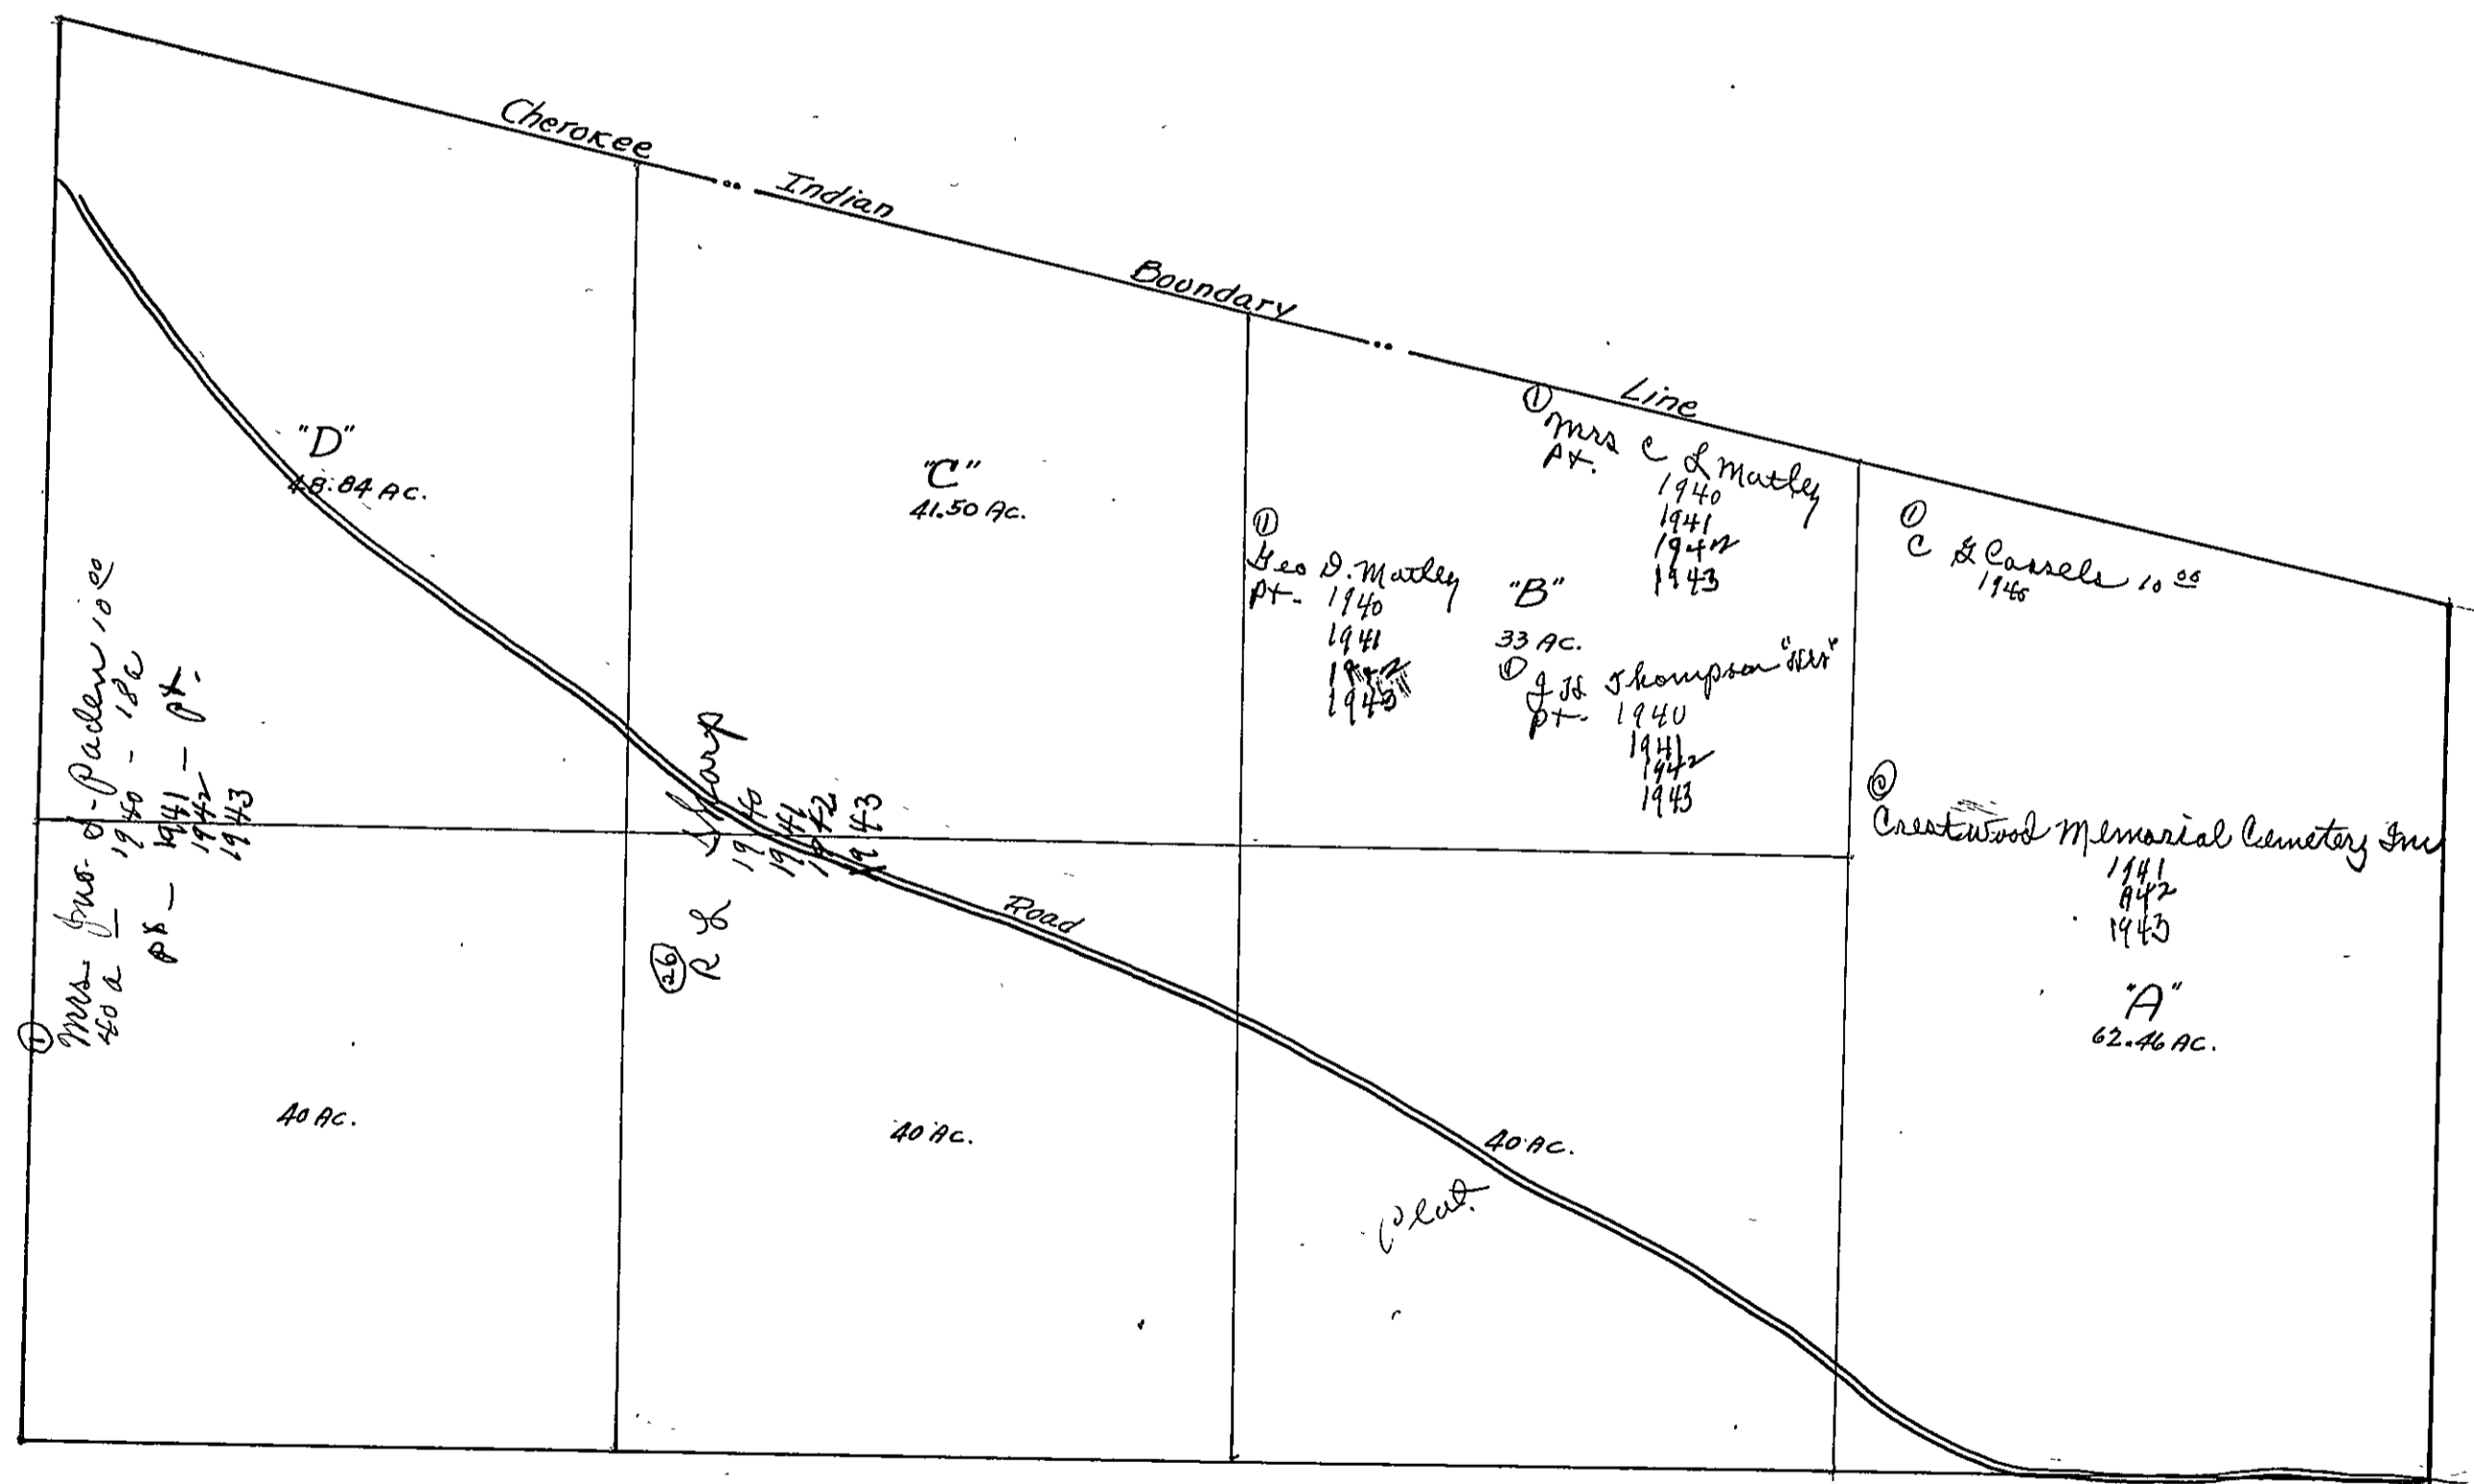 Cherokee Indian Boundary Line
"D"
48.84 AC.
"C"
41.50 AC.
① Geo D. Matley
pt- 1940
1941
1942
1943
"B"
33 AC.
① Mrs C L Matley
pt.
1940
1941
1942
1943
① J H Thompson "Hrs"
pt- 1940
1941
1942
1943
①
C G Cassels 10 00
1940
Crestwood Memorial Cemetery Inc
1941
1942
1943
"A"
62.46 AC.
① Mrs Jno. J. Paden 10 00
40 a - 1940 - 18a
pt - 1941 - pt.
1942
1943
26 R L Sharp
1940
1941
1942
1943
Road
40 AC.
40 AC.
40 AC.
Plat.